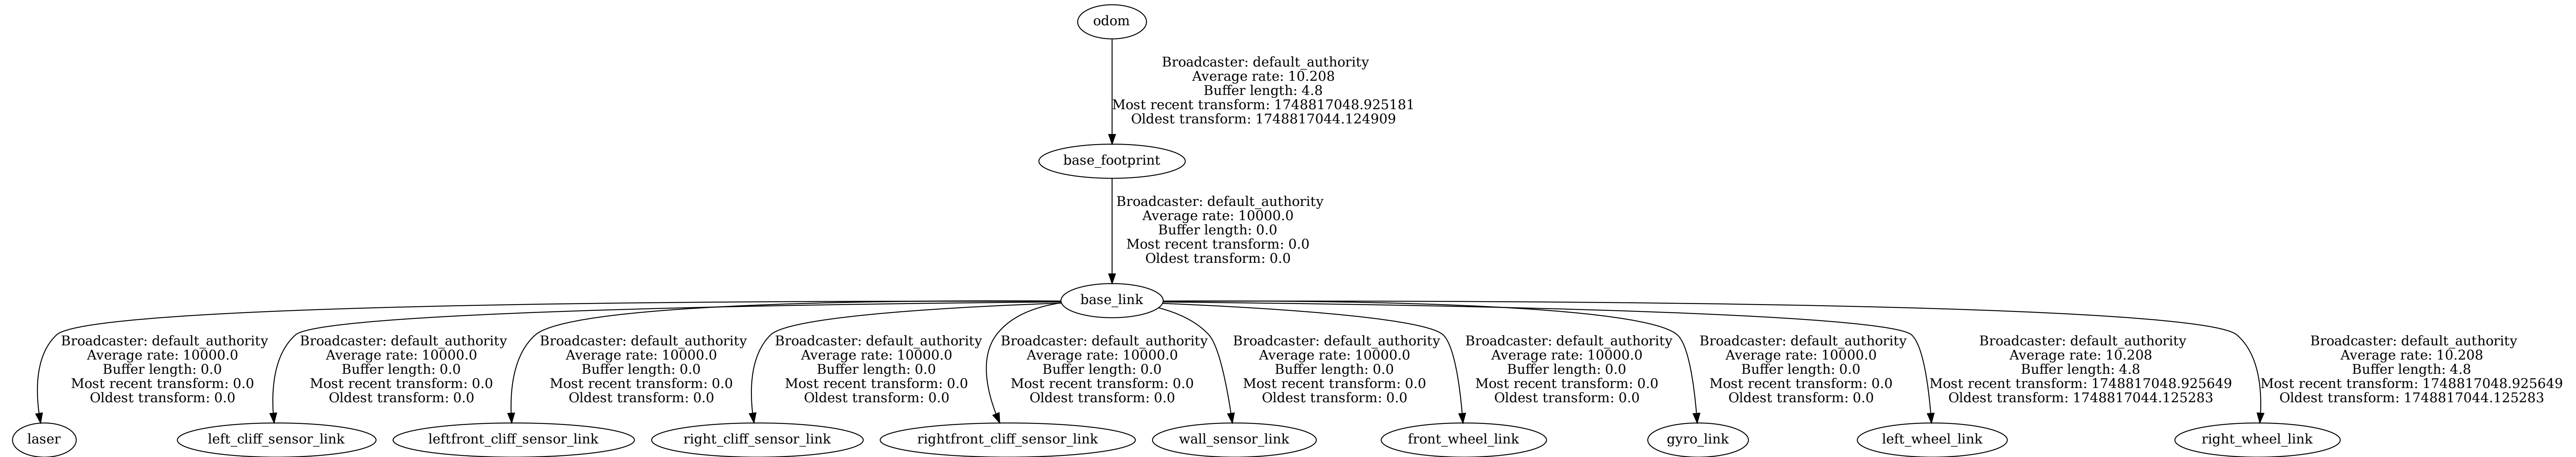 odom
Broadcaster: default_authority
Average rate: 10.208
Buffer length: 4.8
Most recent transform: 1748817048.925181
Oldest transform: 1748817044.124909
base_footprint
Broadcaster: default_authority
Average rate: 10000.0
Buffer length: 0.0
Most recent transform: 0.0
Oldest transform: 0.0
base_link
Broadcaster: default_authority
Average rate: 10000.0
Buffer length: 0.0
Most recent transform: 0.0
Oldest transform: 0.0
Broadcaster: default_authority
Average rate: 10000.0
Buffer length: 0.0
Most recent transform: 0.0
Oldest transform: 0.0
Broadcaster: default_authority
Average rate: 10000.0
Buffer length: 0.0
Most recent transform: 0.0
Oldest transform: 0.0
Broadcaster: default_authority
Average rate: 10000.0
Buffer length: 0.0
Most recent transform: 0.0
Oldest transform: 0.0
Broadcaster: default_authority
Average rate: 10000.0
Buffer length: 0.0
Most recent transform: 0.0
Oldest transform: 0.0
Broadcaster: default_authority
Average rate: 10000.0
Buffer length: 0.0
Most recent transform: 0.0
Oldest transform: 0.0
Broadcaster: default_authority
Average rate: 10000.0
Buffer length: 0.0
Most recent transform: 0.0
Oldest transform: 0.0
Broadcaster: default_authority
Average rate: 10000.0
Buffer length: 0.0
Most recent transform: 0.0
Oldest transform: 0.0
Broadcaster: default_authority
Average rate: 10.208
Buffer length: 4.8
Most recent transform: 1748817048.925649
Oldest transform: 1748817044.125283
Broadcaster: default_authority
Average rate: 10.208
Buffer length: 4.8
Most recent transform: 1748817048.925649
Oldest transform: 1748817044.125283
laser
left_cliff_sensor_link
leftfront_cliff_sensor_link
right_cliff_sensor_link
rightfront_cliff_sensor_link
wall_sensor_link
front_wheel_link
gyro_link
left_wheel_link
right_wheel_link